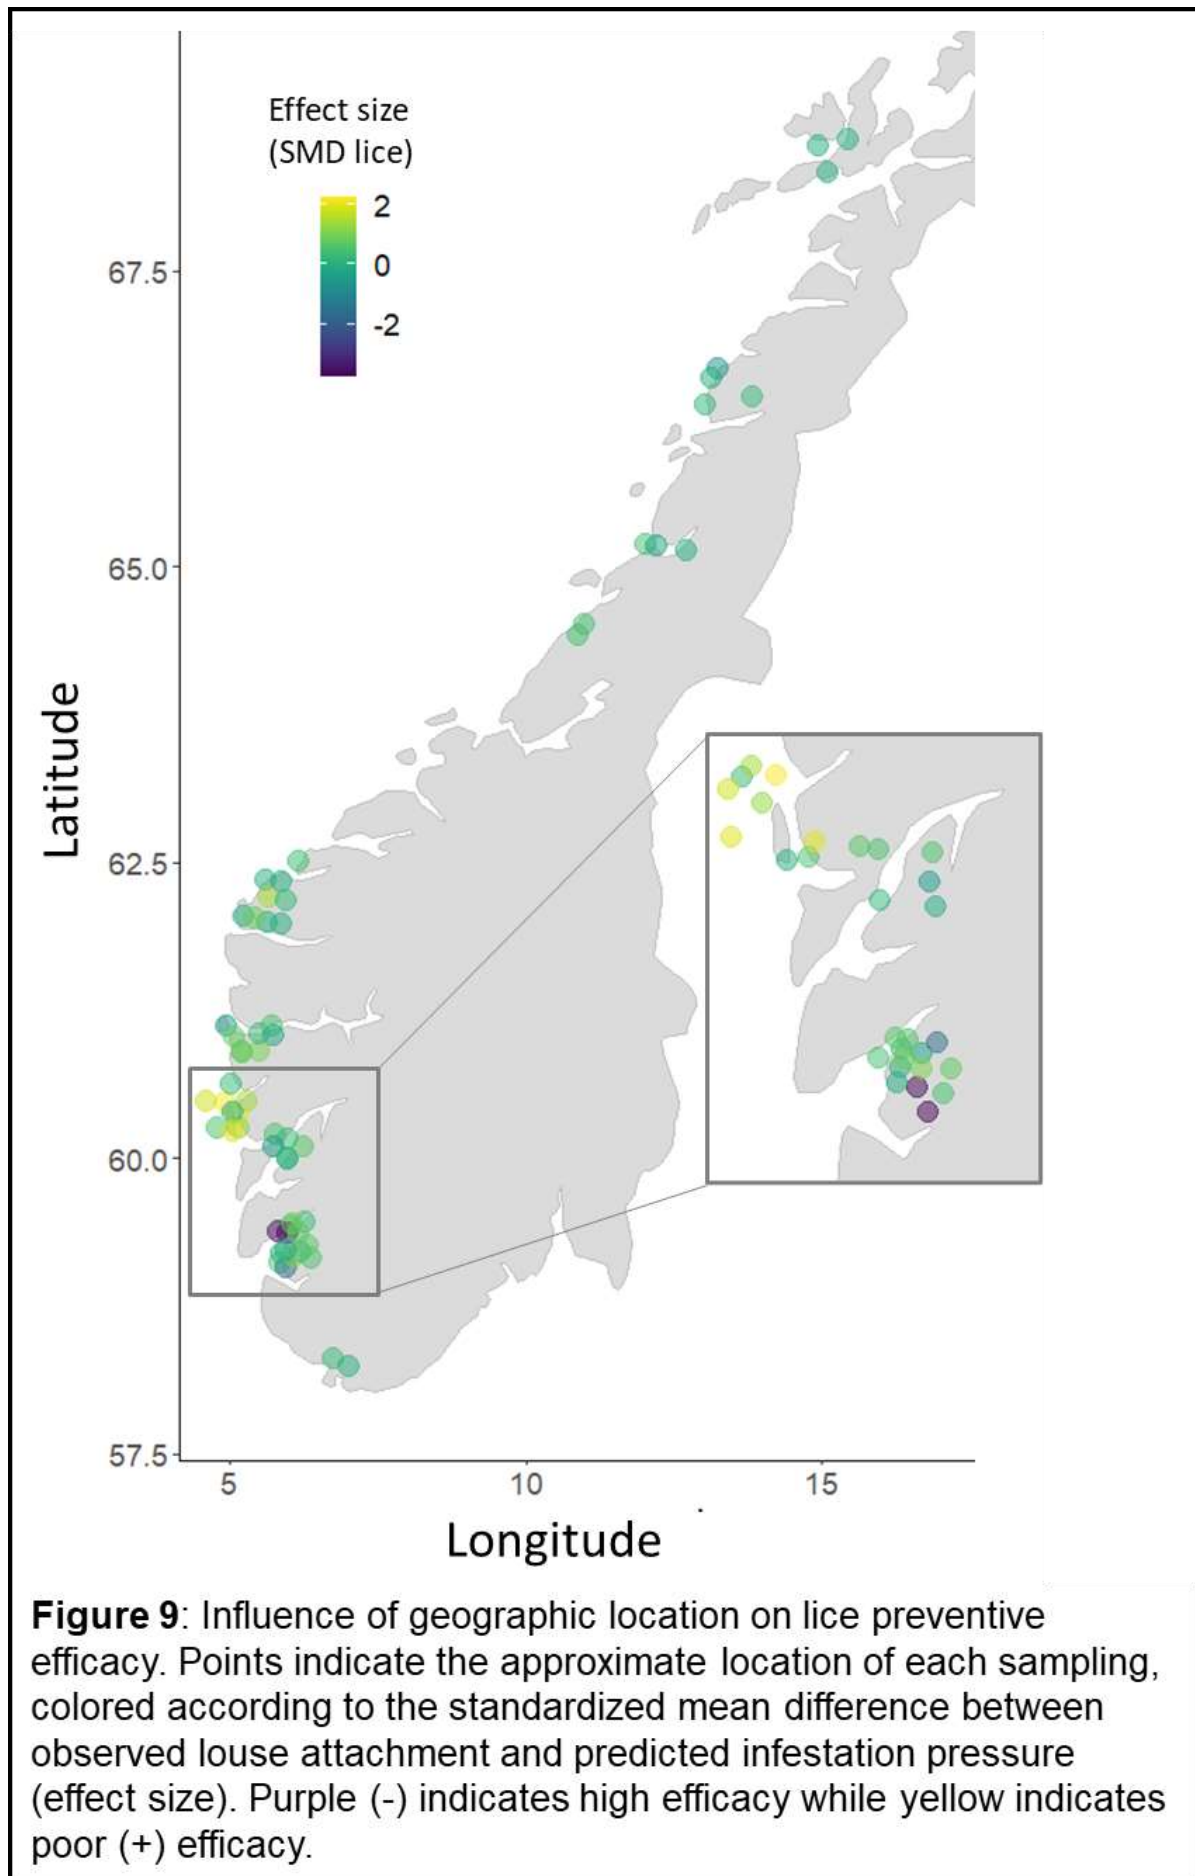 Effect size
(SMD lice)
2
0
-2
67.5
65.0
62.5
60.0
57.5
Latitude
5 10 15
Longitude
Figure 9: Influence of geographic location on lice preventive
efficacy. Points indicate the approximate location of each sampling,
colored according to the standardized mean difference between
observed louse attachment and predicted infestation pressure
(effect size). Purple (-) indicates high efficacy while yellow indicates
poor (+) efficacy.